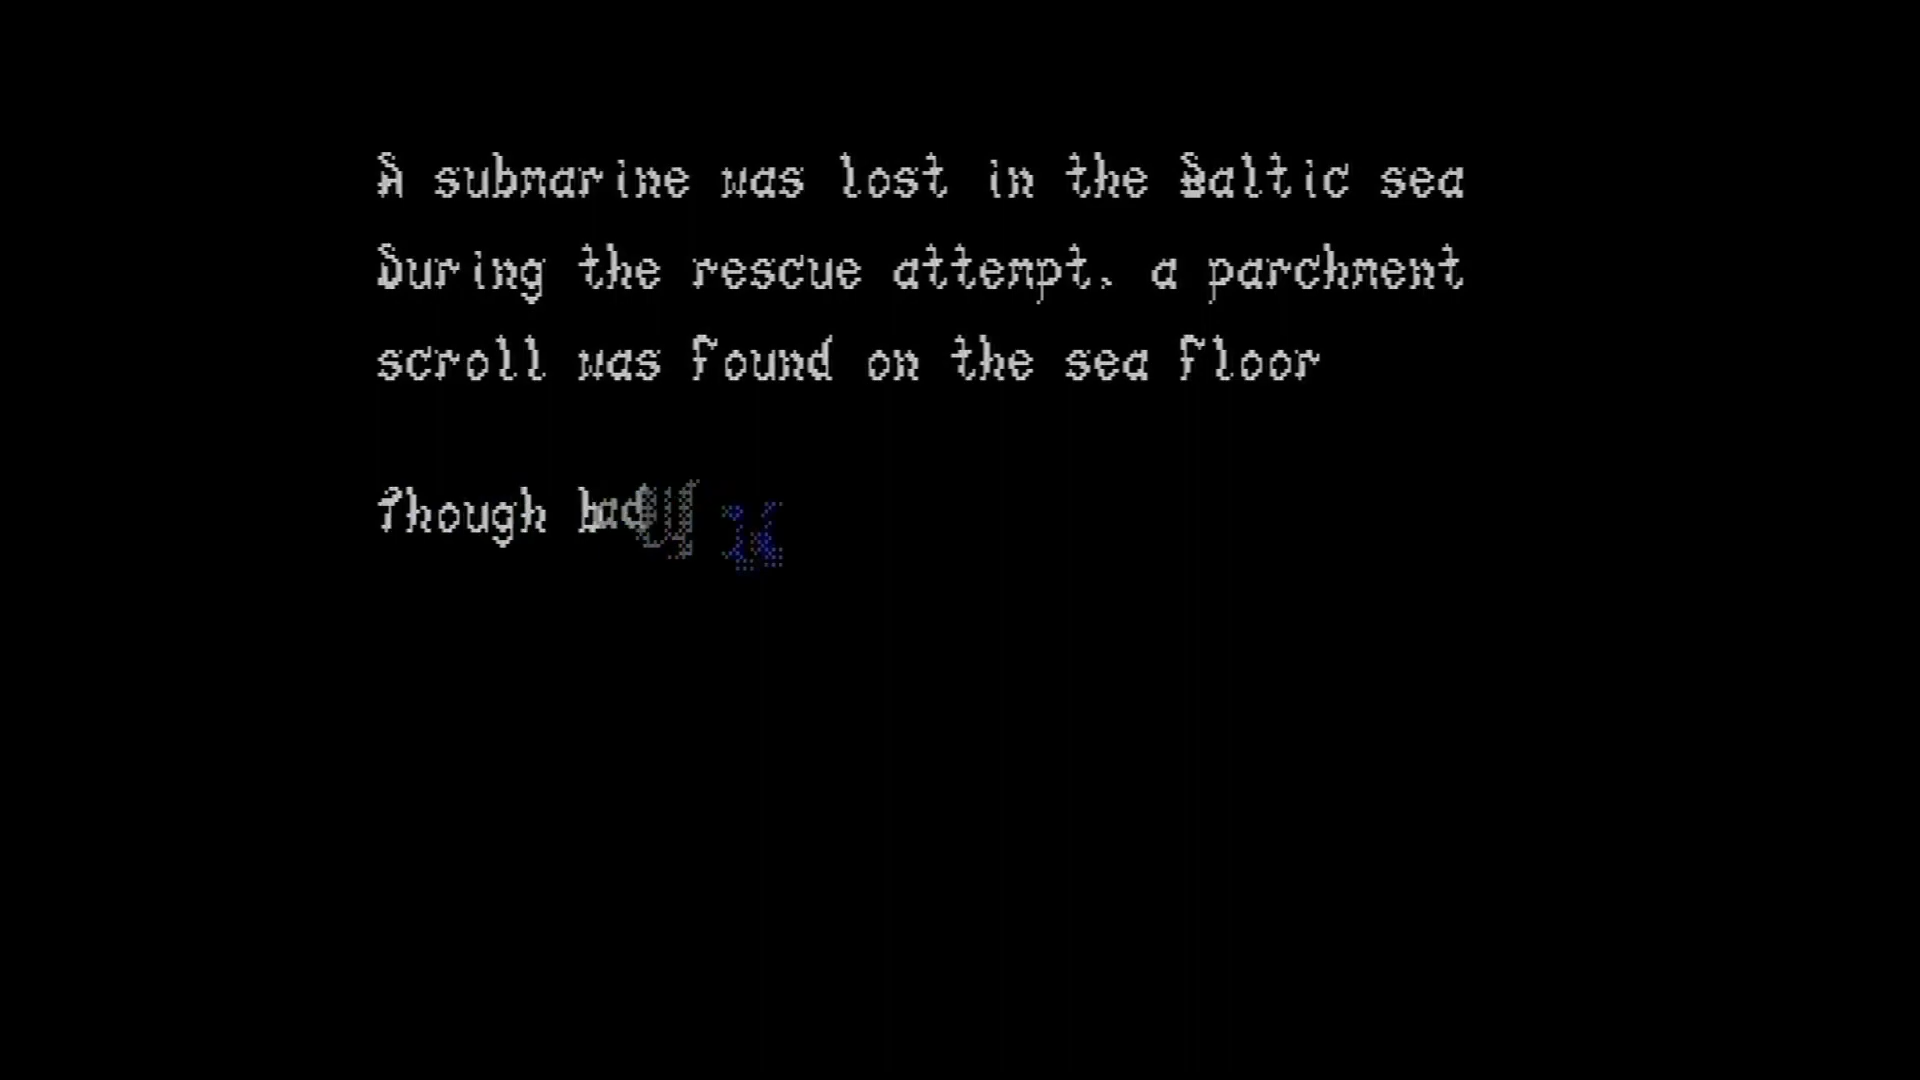 A submarine was lost in the Baltic sea
During the rescue attempt, a parchment
scroll was found on the sea floor
Though badly